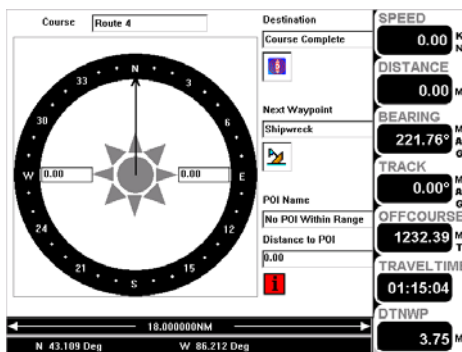 Course Route 4
N
3
6
E
12
15
S
21
24
W
30
33
0.00 0.00
18.000000NM
N 43.109 Deg W 86.212 Deg
Destination
Course Complete
Next Waypoint
Shipwreck
POI Name
No POI Within Range
Distance to POI
0.00
SPEED
0.00 K
N
DISTANCE
0.00 M
BEARING
221.76° M
A
G
TRACK
0.00° M
A
G
OFFCOURSE
1232.39 M
T
TRAVELTIME
01:15:04
DTNWP
3.75 M